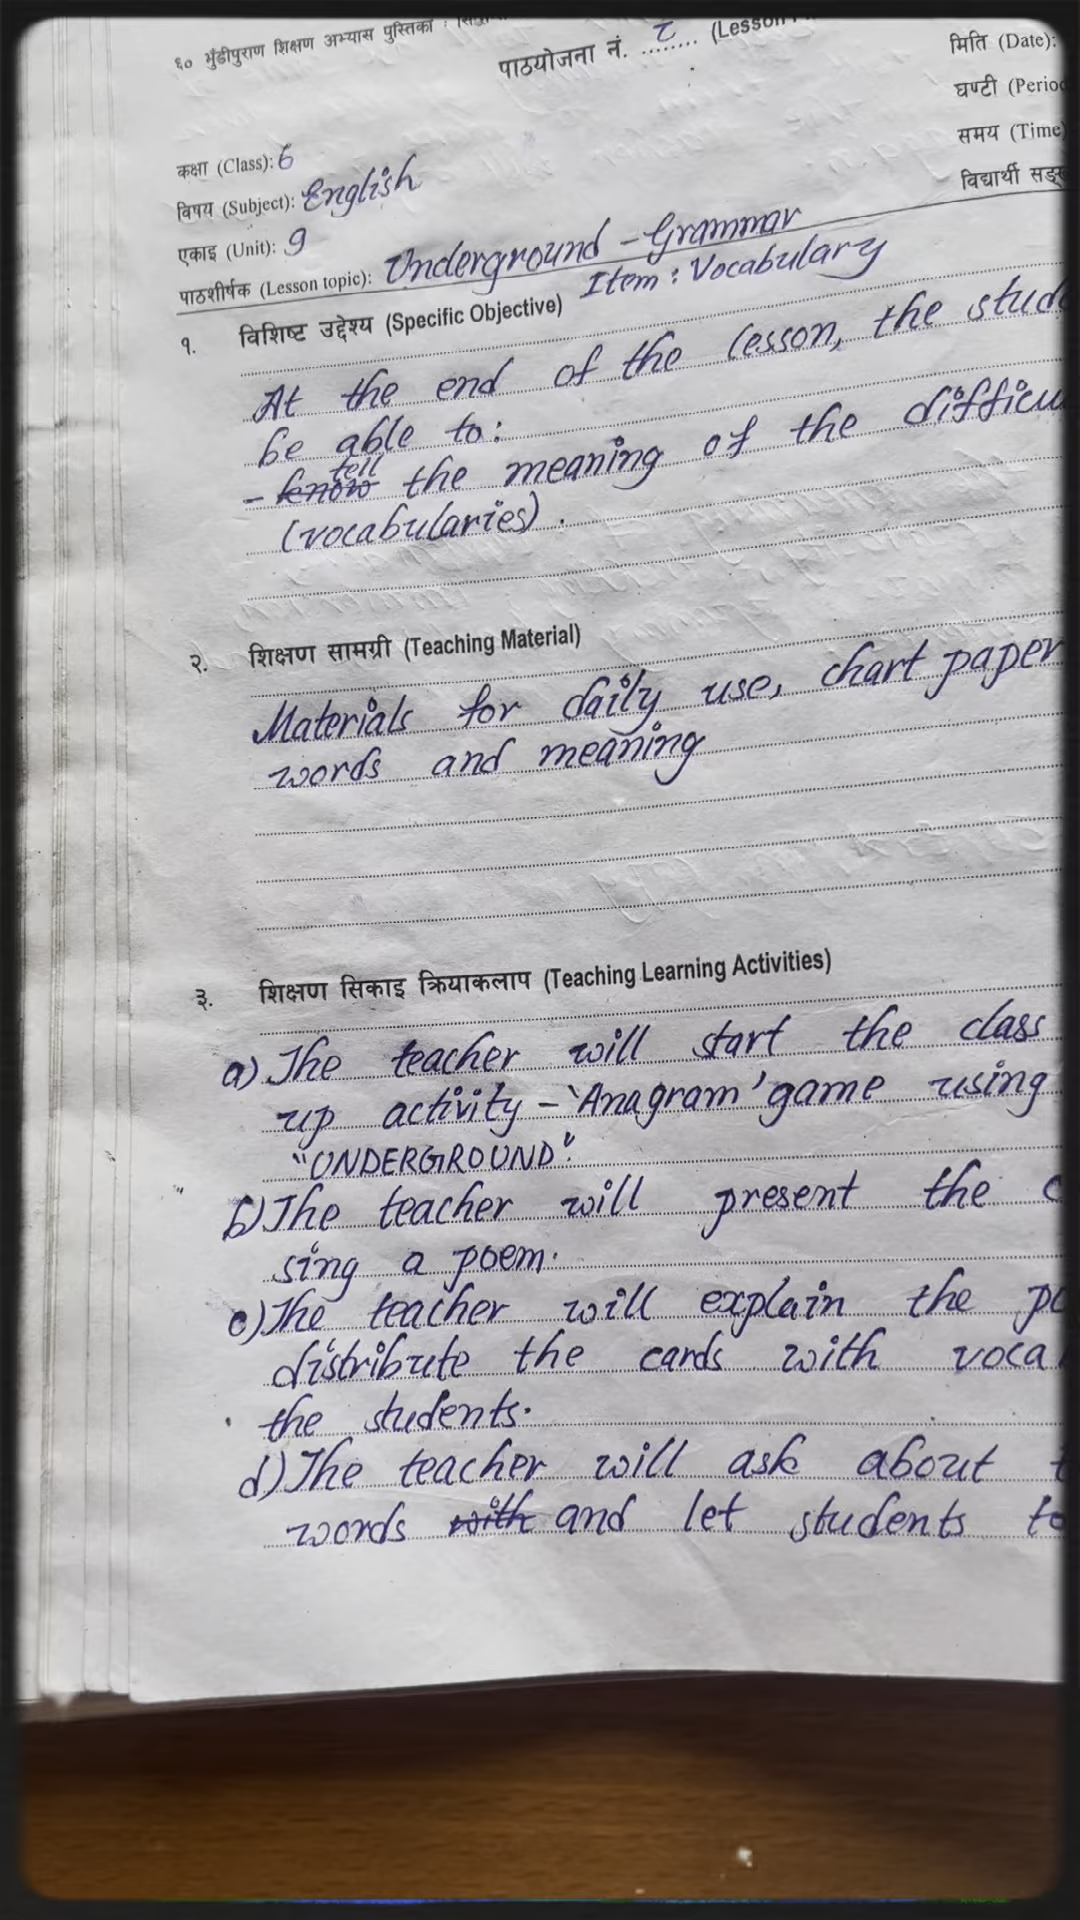 ६० भुँडीपुराण शिक्षण अभ्यास पुस्तिका :
पाठयोजना नं. ........ (Lesson
मिति (Date):
घण्टी (Period
समय (Time)
विद्यार्थी सङ्ख
कक्षा (Class): 6
विषय (Subject): English
एकाइ (Unit): 9
पाठशीर्षक (Lesson topic): Underground - Grammar
Item : Vocabulary
१. विशिष्ट उद्देश्य (Specific Objective)
At the end of the lesson, the stude
be able to:
tell
- know the meaning of the difficu
(vocabularies).
२. शिक्षण सामग्री (Teaching Material)
Materials for daily use, chart paper
words and meaning
३. शिक्षण सिकाइ क्रियाकलाप (Teaching Learning Activities)
a) The teacher will start the class
up activity - 'Anagram' game using
"UNDERGROUND".
b) The teacher will present the c
sing a poem.
c) The teacher will explain the po
distribute the cards with voca
the students.
d) The teacher will ask about t
words with and let students to